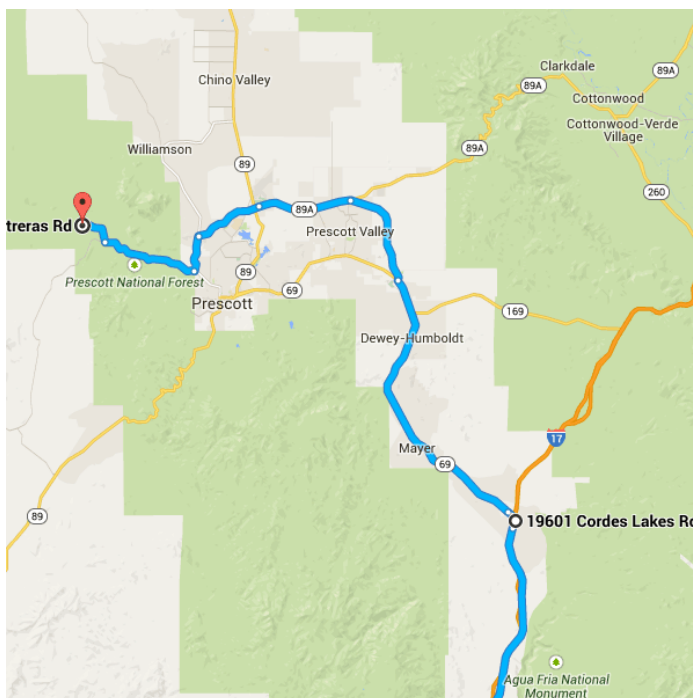 Clarkdale
89A
Chino Valley
89A
Cottonwood
Cottonwood-Verde
Village
Williamson
89A
89
260
treras Rd
89A
Prescott Valley
Prescott National Forest
89
69
Prescott
169
Dewey-Humboldt
17
Mayer
69
89
19601 Cordes Lakes Rd
Agua Fria National
Monument